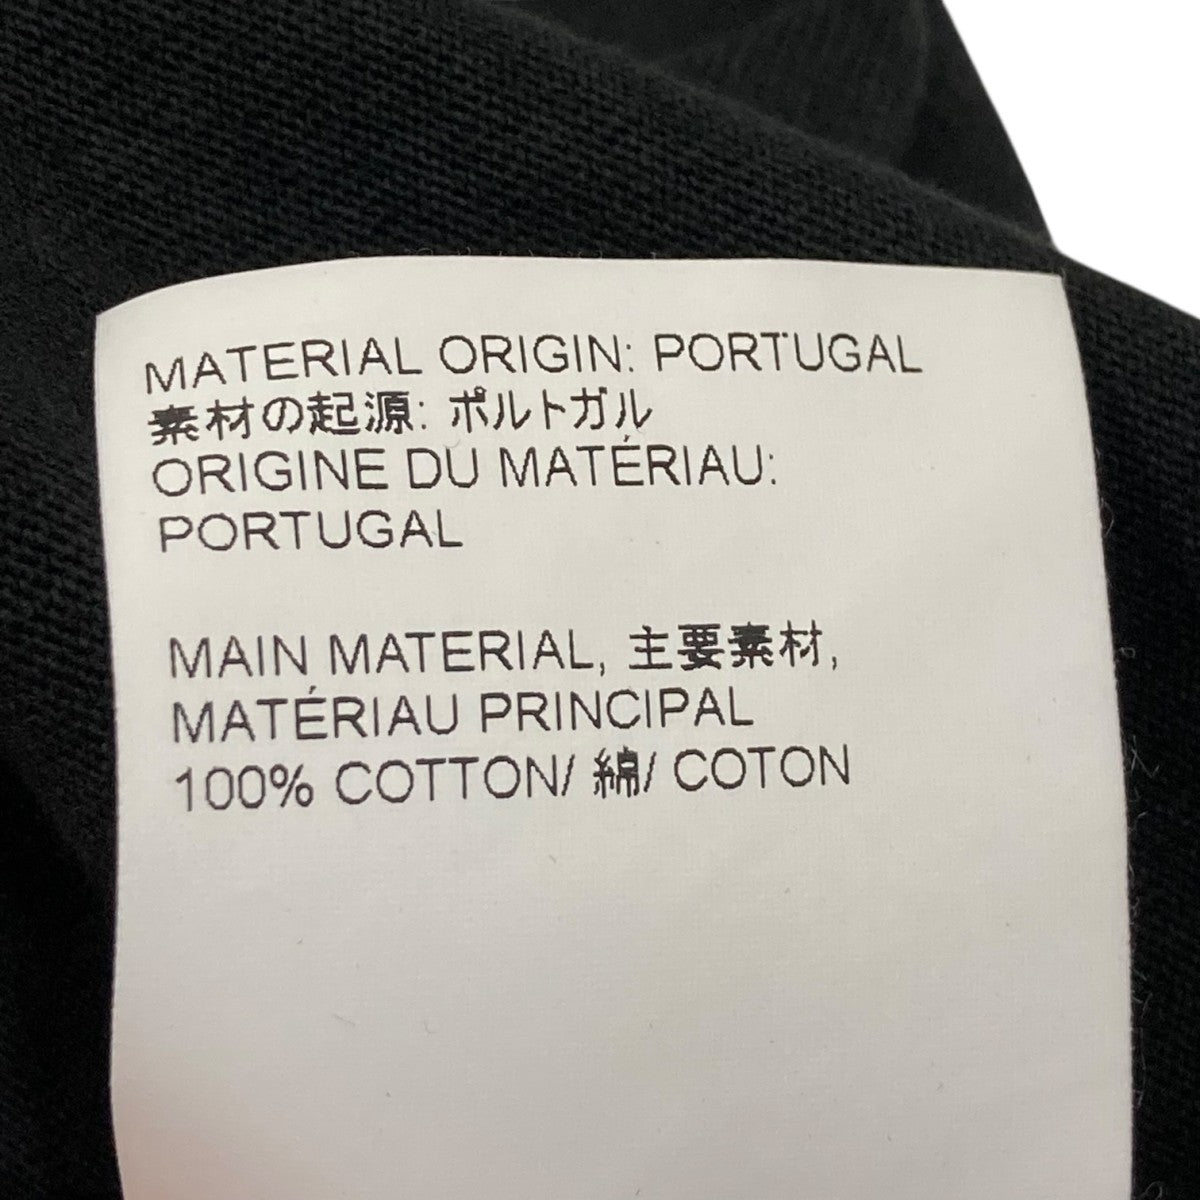 MATERIAL ORIGIN: PORTUGAL
素材の起源: ポルトガル
ORIGINE DU MATÉRIAU:
PORTUGAL
MAIN MATERIAL, 主要素材,
MATÉRIAU PRINCIPAL
100% COTTON/ 綿/ COTON